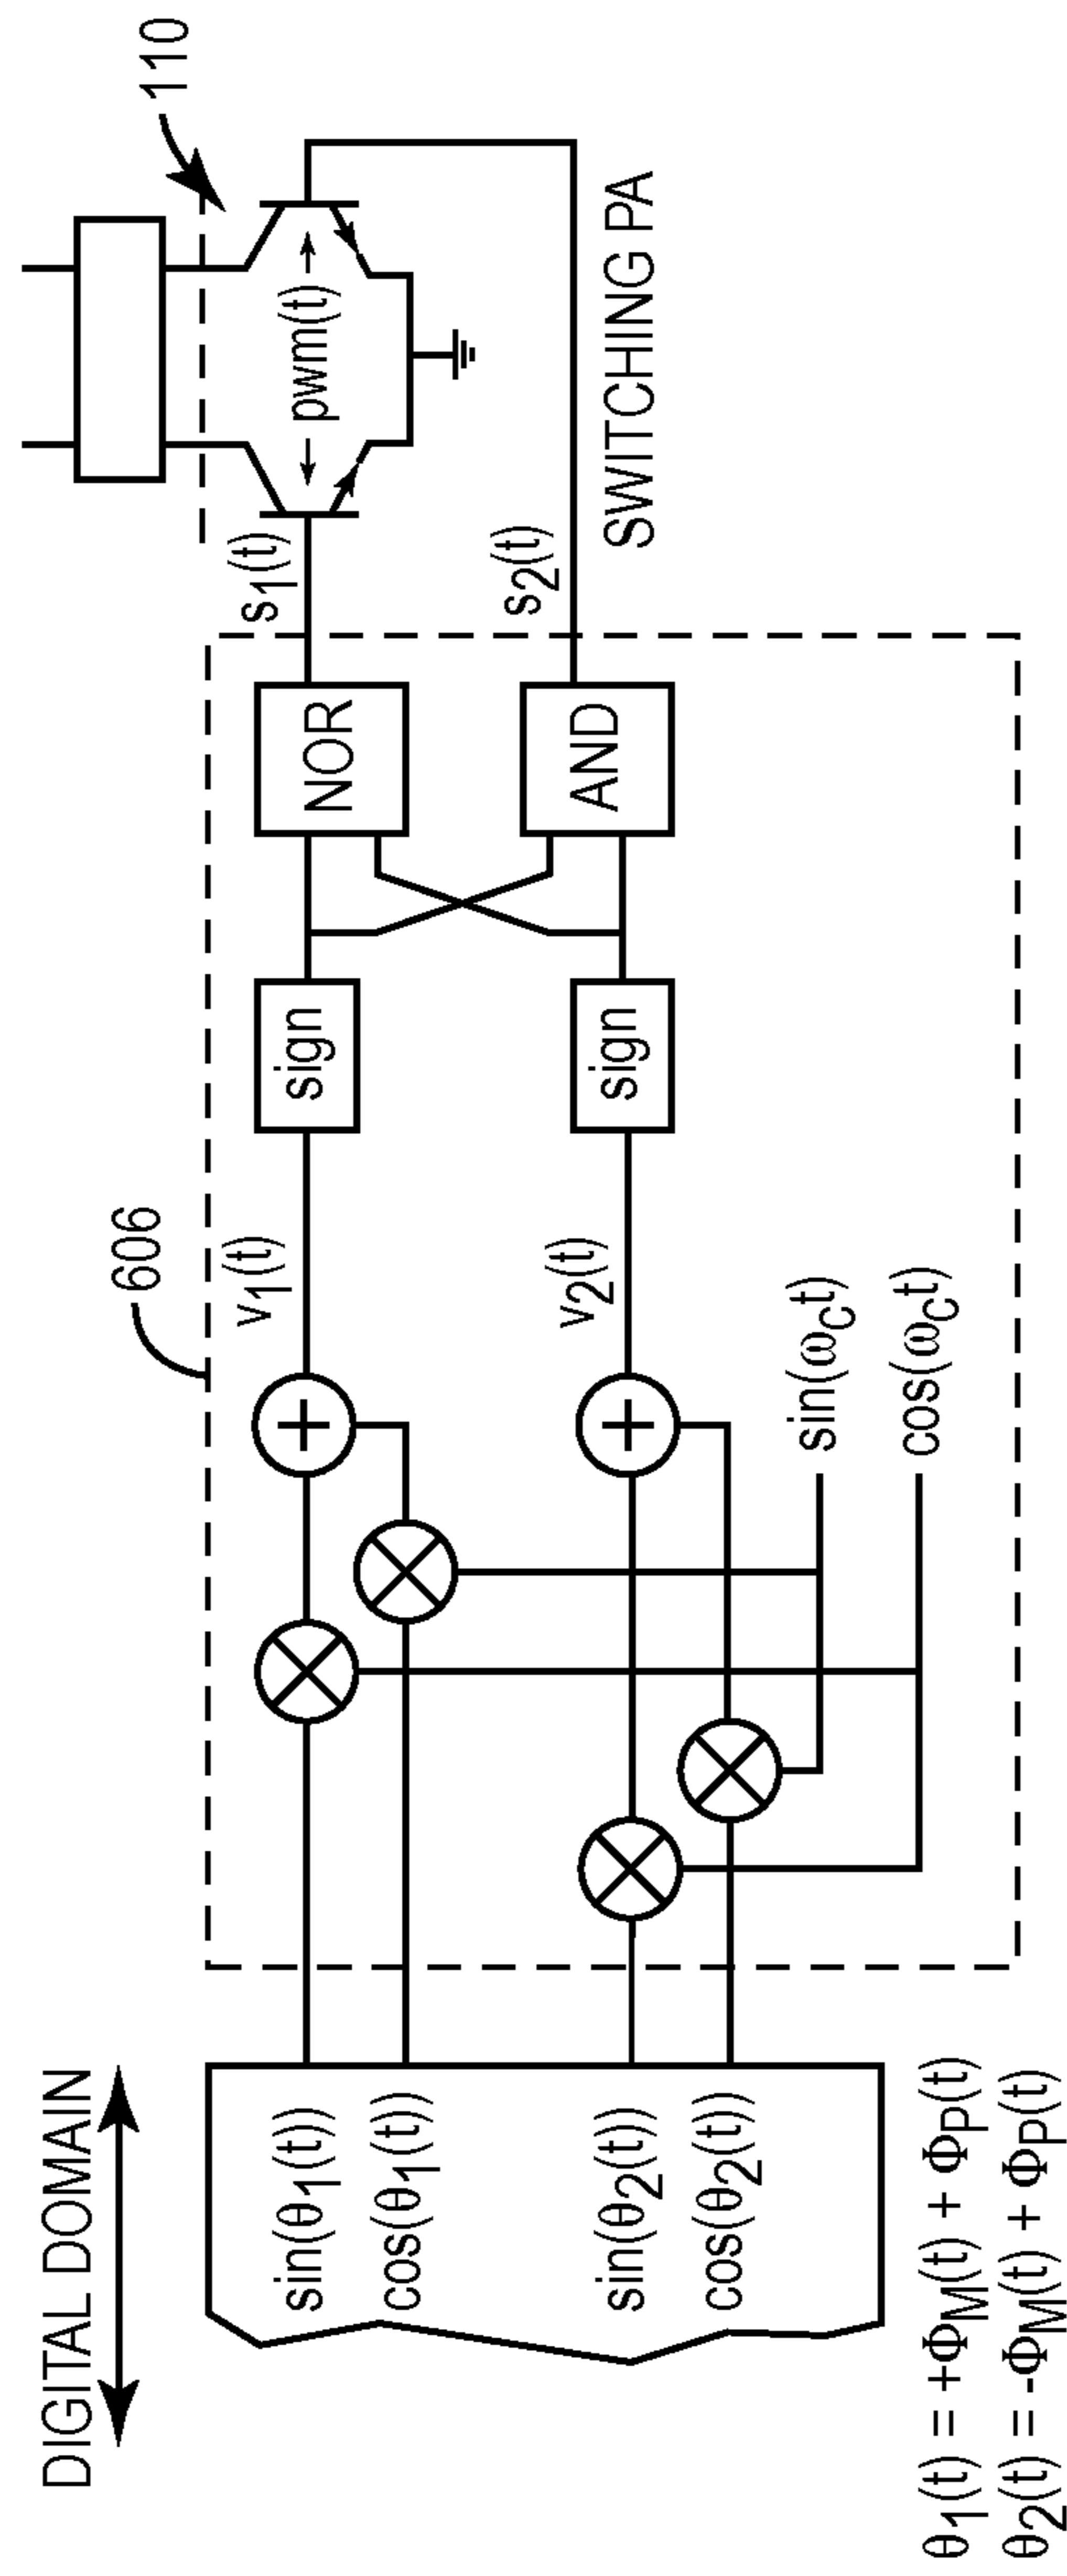 DIGITAL DOMAIN
sin(θ1(t))
cos(θ1(t))
sin(θ2(t))
cos(θ2(t))
θ1(t) = +ΦM(t) + ΦP(t)
θ2(t) = -ΦM(t) + ΦP(t)
606
v1(t)
v2(t)
sin(ωCt)
cos(ωCt)
sign
sign
NOR
AND
s1(t)
s2(t)
pwm(t)
110
SWITCHING PA